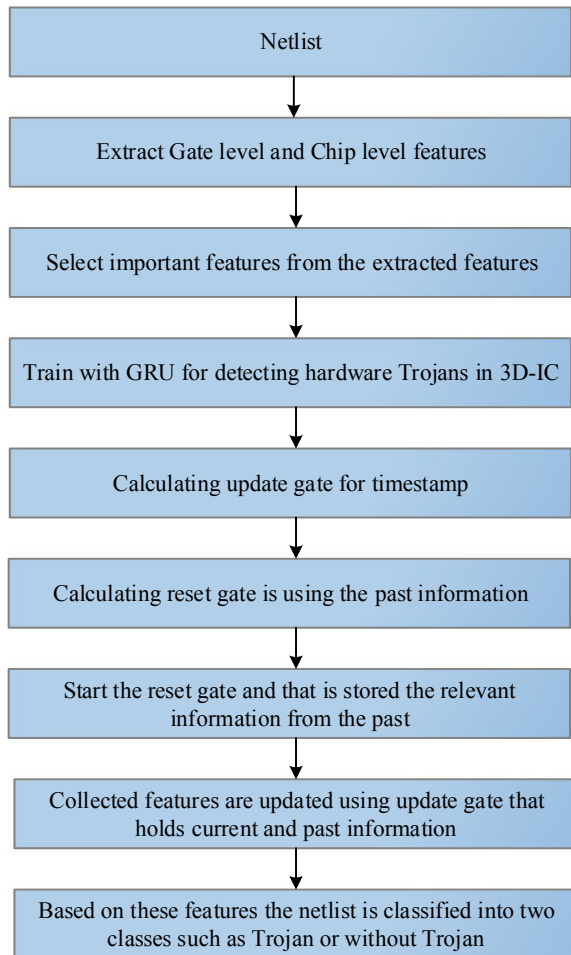 Netlist
Extract Gate level and Chip level features
Select important features from the extracted features
Train with GRU for detecting hardware Trojans in 3D-IC
Calculating update gate for timestamp
Calculating reset gate is using the past information
Start the reset gate and that is stored the relevant
information from the past
Collected features are updated using update gate that
holds current and past information
Based on these features the netlist is classified into two
classes such as Trojan or without Trojan